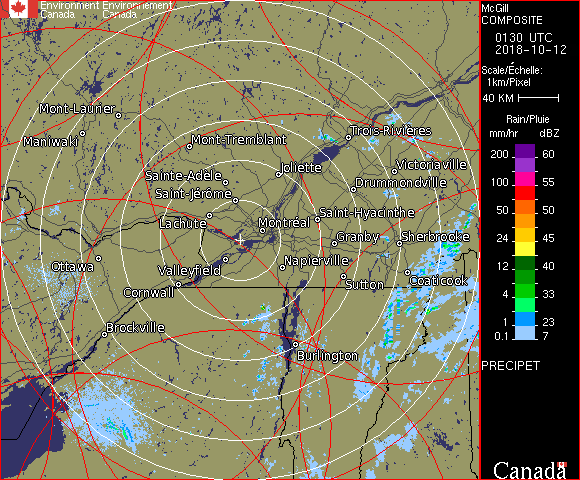 Environment Environnement
Canada Canada
McGill
COMPOSITE
0130 UTC
2018-10-12
Scale/Échelle:
1km/Pixel
40 KM
Rain/Pluie
mm/hr dBZ
200 60
100 55
50 50
24 45
12 40
4 33
1 23
0.1 7
PRECIPET
Canada
Mont-Laurier
Maniwaki
Mont-Tremblant
Trois-Rivières
Sainte-Adèle
Joliette
Victoriaville
Saint-Jérôme
Drummondville
Lachute
Montréal
Saint-Hyacinthe
Granby
Sherbrooke
Ottawa
Valleyfield
Napierville
Cornwall
Sutton
Coaticook
Brockville
Burlington